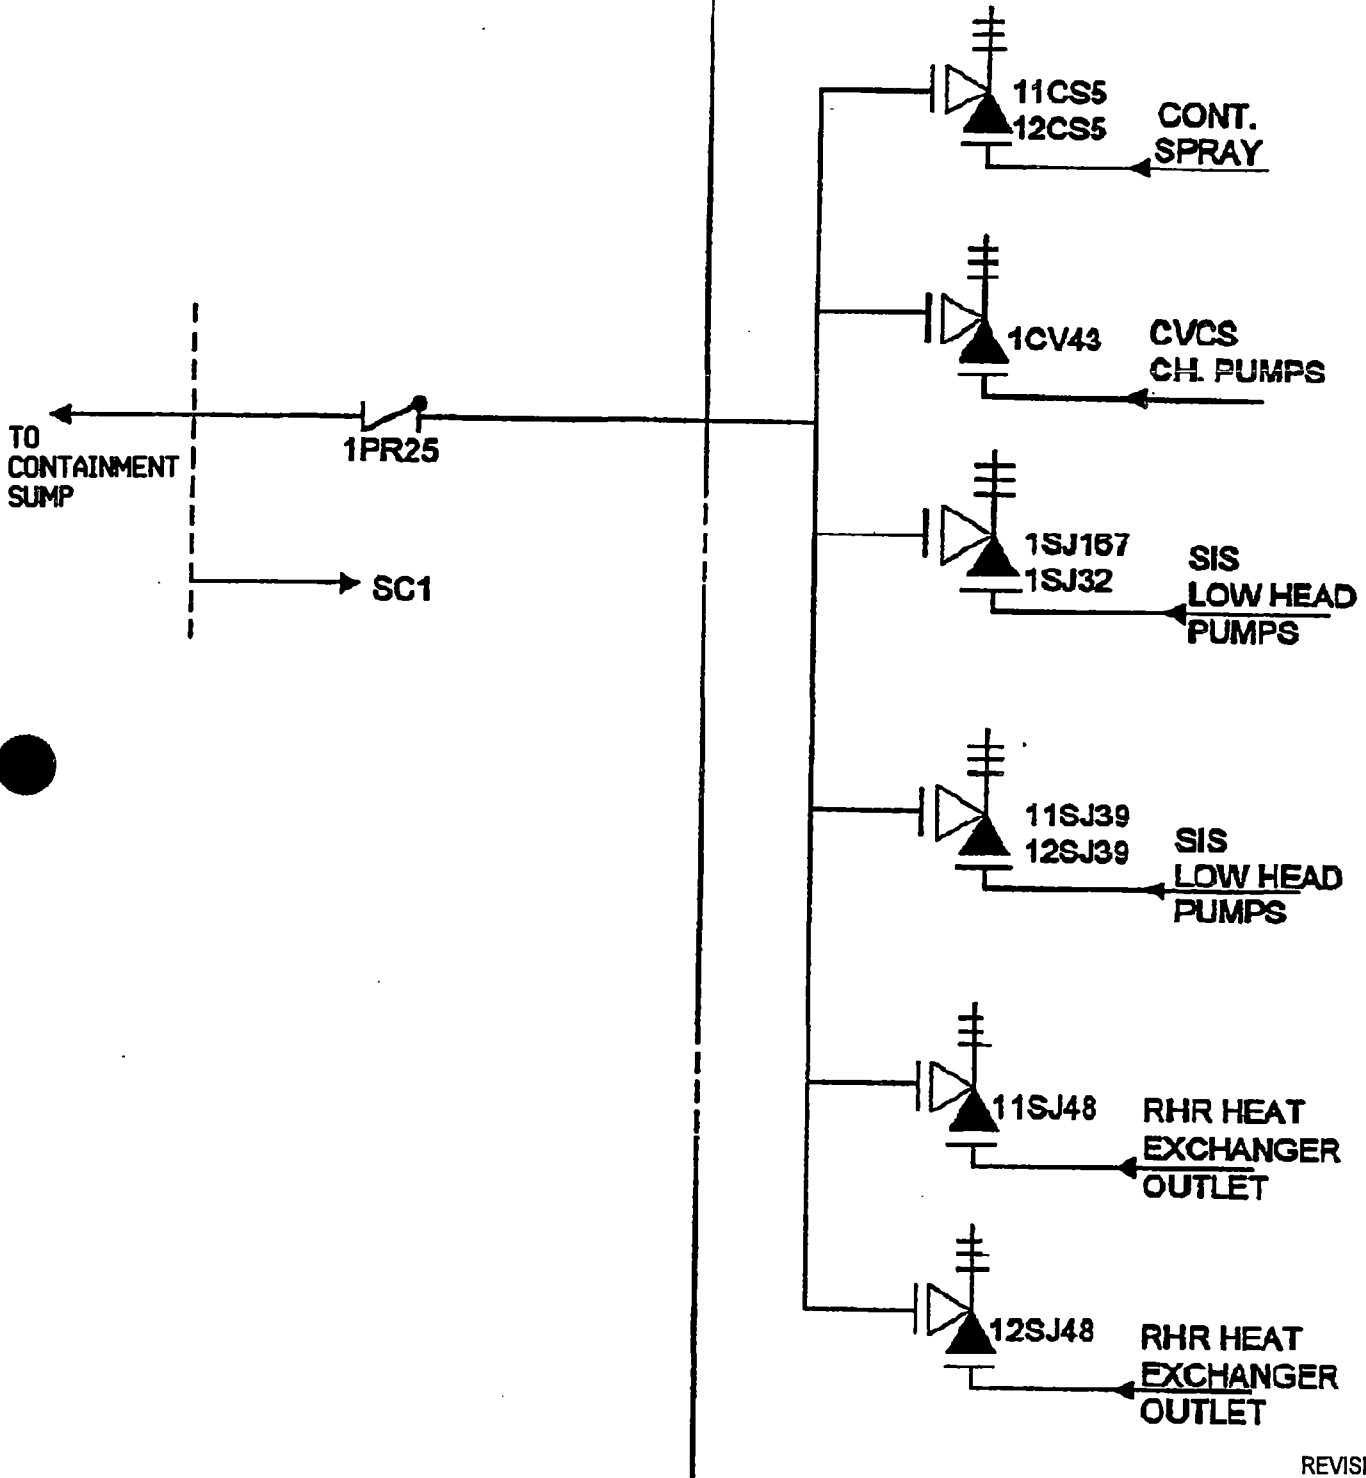 11CS5
12CS5
CONT.
SPRAY
1CV43
CVCS
CH. PUMPS
TO
CONTAINMENT
SUMP
1PR25
SC1
1SJ167
1SJ32
SIS
LOW HEAD
PUMPS
11SJ39
12SJ39
SIS
LOW HEAD
PUMPS
11SJ48
RHR HEAT
EXCHANGER
OUTLET
12SJ48
RHR HEAT
EXCHANGER
OUTLET